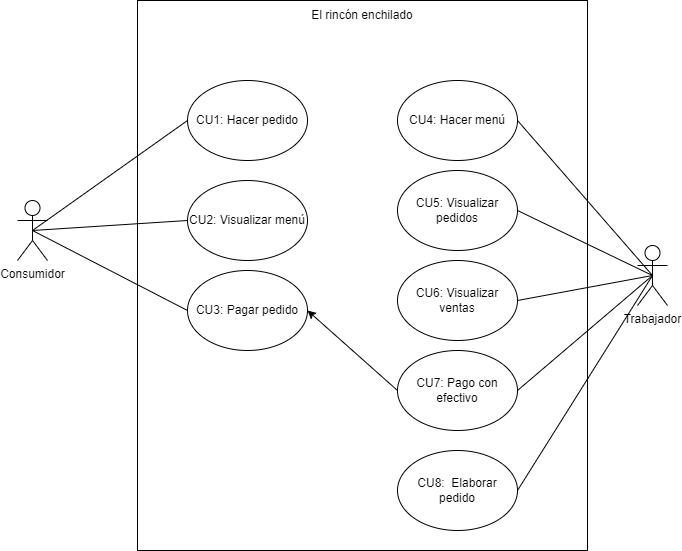 El rincón enchilado
CU1: Hacer pedido
CU4: Hacer menú
CU5: Visualizar
pedidos
CU2: Visualizar menú
Consumidor
CU3: Pagar pedido
CU6: Visualizar
ventas
Trabajador
CU7: Pago con
efectivo
CU8:  Elaborar
pedido